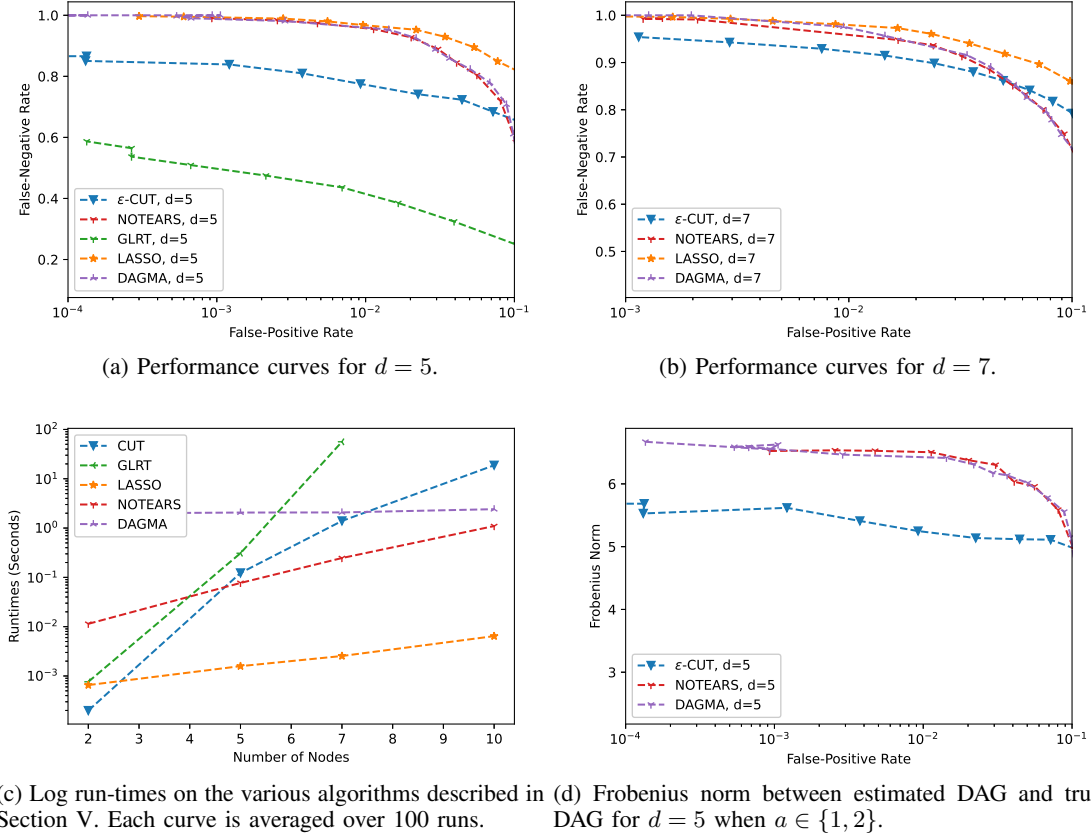 1.0
0.8
0.6
0.4
0.2
False-Negative Rate
ε-CUT, d=5
NOTEARS, d=5
GLRT, d=5
LASSO, d=5
DAGMA, d=5
10⁻⁴ 10⁻³ 10⁻² 10⁻¹
False-Positive Rate
(a) Performance curves for d = 5.
1.0
0.9
0.8
0.7
0.6
0.5
False-Negative Rate
ε-CUT, d=7
NOTEARS, d=7
LASSO, d=7
DAGMA, d=7
10⁻³ 10⁻² 10⁻¹
False-Positive Rate
(b) Performance curves for d = 7.
10²
10¹
10⁰
10⁻¹
10⁻²
10⁻³
Runtimes (Seconds)
CUT
GLRT
LASSO
NOTEARS
DAGMA
2 3 4 5 6 7 8 9 10
Number of Nodes
(c) Log run-times on the various algorithms described in
Section V. Each curve is averaged over 100 runs.
6
5
4
3
Frobenius Norm
ε-CUT, d=5
NOTEARS, d=5
DAGMA, d=5
10⁻⁴ 10⁻³ 10⁻² 10⁻¹
False-Positive Rate
(d) Frobenius norm between estimated DAG and tru
DAG for d = 5 when a ∈ {1, 2}.